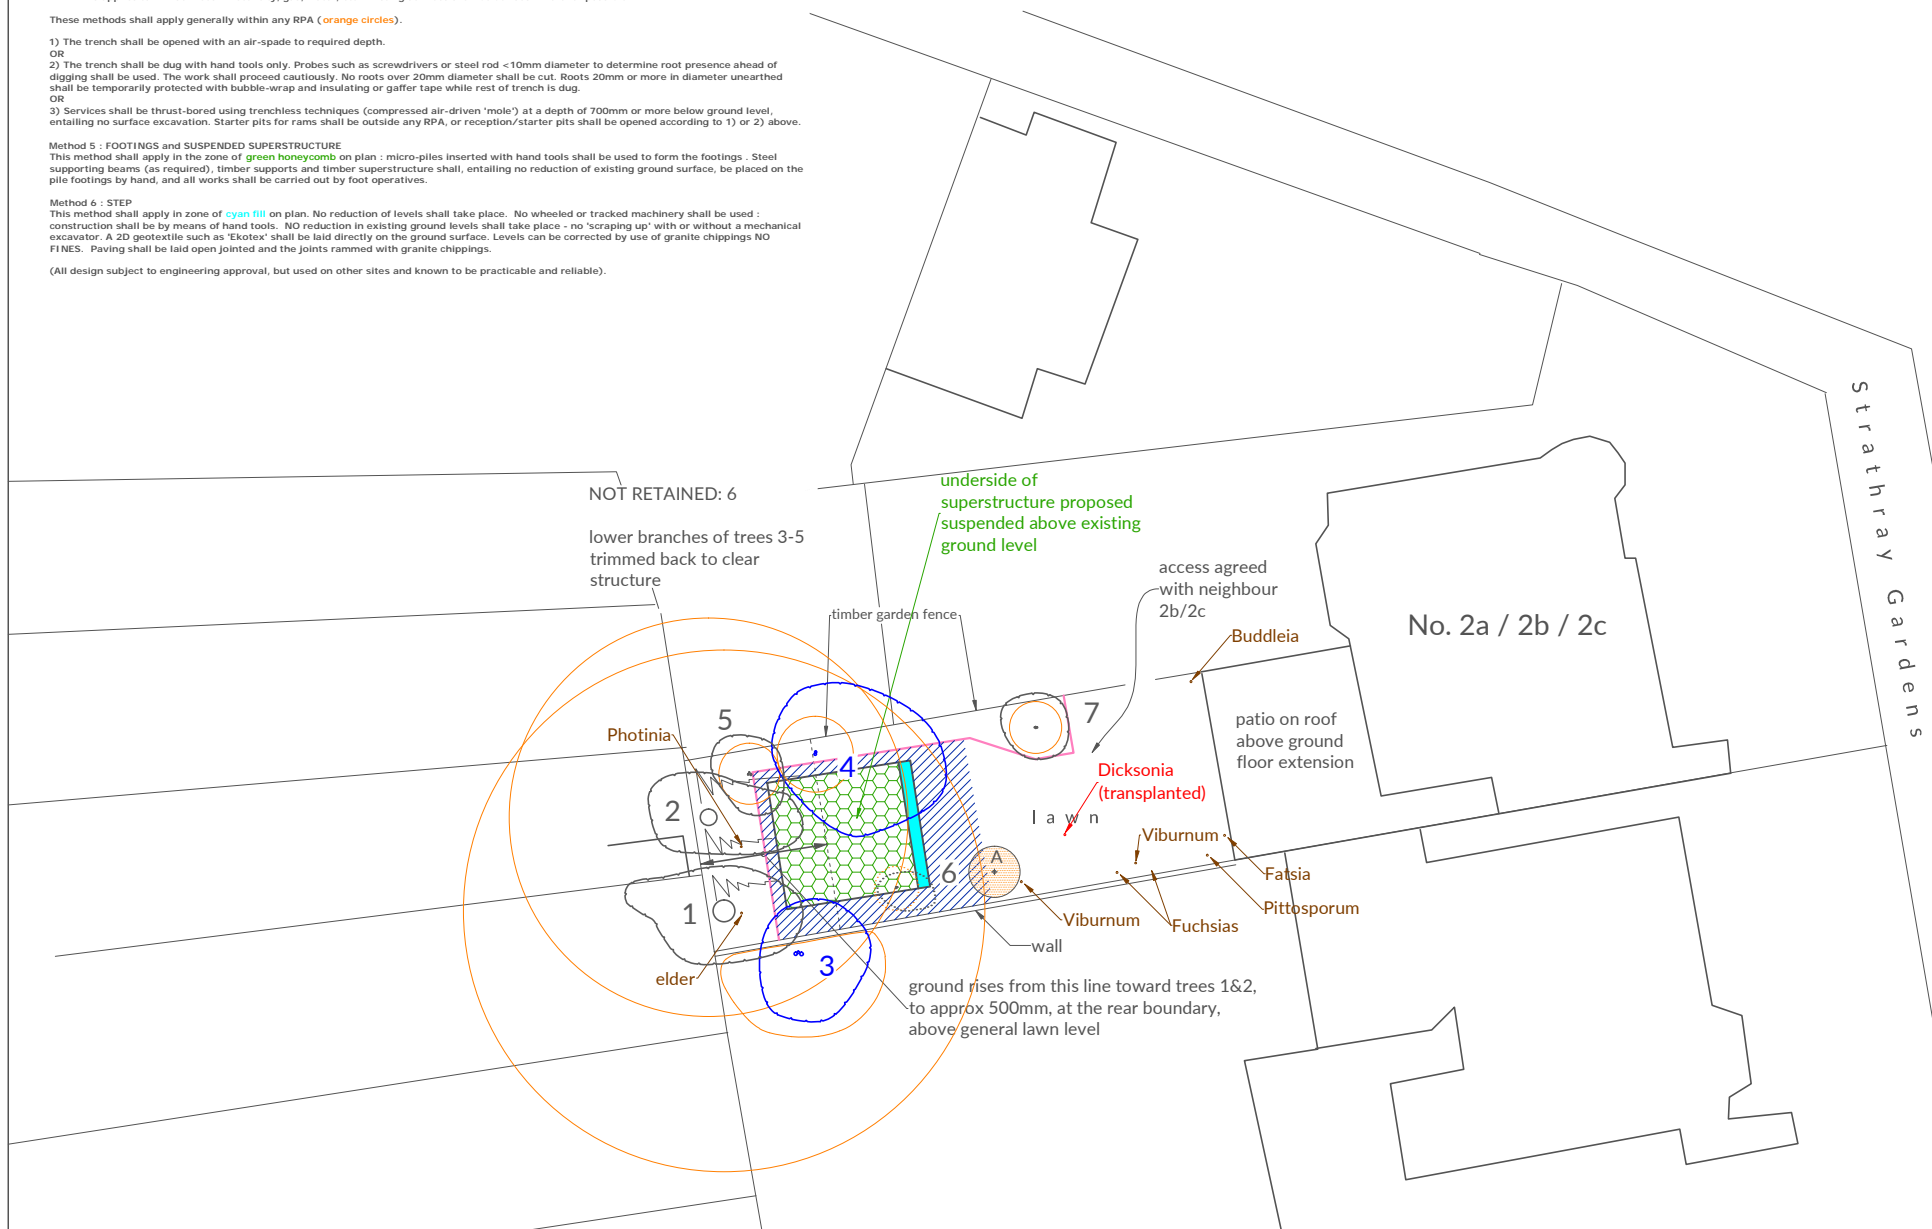 These methods shall apply generally within any RPA (orange circles).
1) The trench shall be opened with an air-spade to required depth.
OR
2) The trench shall be dug with hand tools only. Probes such as screwdrivers or steel rod <10mm diameter to determine root presence ahead of
digging shall be used. The work shall proceed cautiously. No roots over 20mm diameter shall be cut. Roots 20mm or more in diameter unearthed
shall be temporarily protected with bubble-wrap and insulating or gaffer tape while rest of trench is dug.
OR
3) Services shall be thrust-bored using trenchless techniques (compressed air-driven 'mole') at a depth of 700mm or more below ground level,
entailing no surface excavation. Starter pits for rams shall be outside any RPA, or reception/starter pits shall be opened according to 1) or 2) above.
Method 5 : FOOTINGS and SUSPENDED SUPERSTRUCTURE
This method shall apply in the zone of green honeycomb on plan : micro-piles inserted with hand tools shall be used to form the footings . Steel
supporting beams (as required), timber supports and timber superstructure shall, entailing no reduction of existing ground surface, be placed on the
pile footings by hand, and all works shall be carried out by foot operatives.
Method 6 : STEP
This method shall apply in zone of cyan fill on plan. No reduction of levels shall take place. No wheeled or tracked machinery shall be used :
construction shall be by means of hand tools. NO reduction in existing ground levels shall take place - no 'scraping up' with or without a mechanical
excavator. A 2D geotextile such as 'Ekotex' shall be laid directly on the ground surface. Levels can be corrected by use of granite chippings NO
FINES. Paving shall be laid open jointed and the joints rammed with granite chippings.
(All design subject to engineering approval, but used on other sites and known to be practicable and reliable).
Strathray Gardens
NOT RETAINED: 6
lower branches of trees 3-5
trimmed back to clear
structure
underside of
superstructure proposed
suspended above existing
ground level
access agreed
with neighbour
2b/2c
timber garden fence
No. 2a / 2b / 2c
Buddleia
5
7
Photinia
patio on roof
above ground
floor extension
4
Dicksonia
(transplanted)
2
lawn
Viburnum
A
6
Fatsia
1
Pittosporum
Viburnum
Fuchsias
wall
3
elder
ground rises from this line toward trees 1&2,
to approx 500mm, at the rear boundary,
above general lawn level